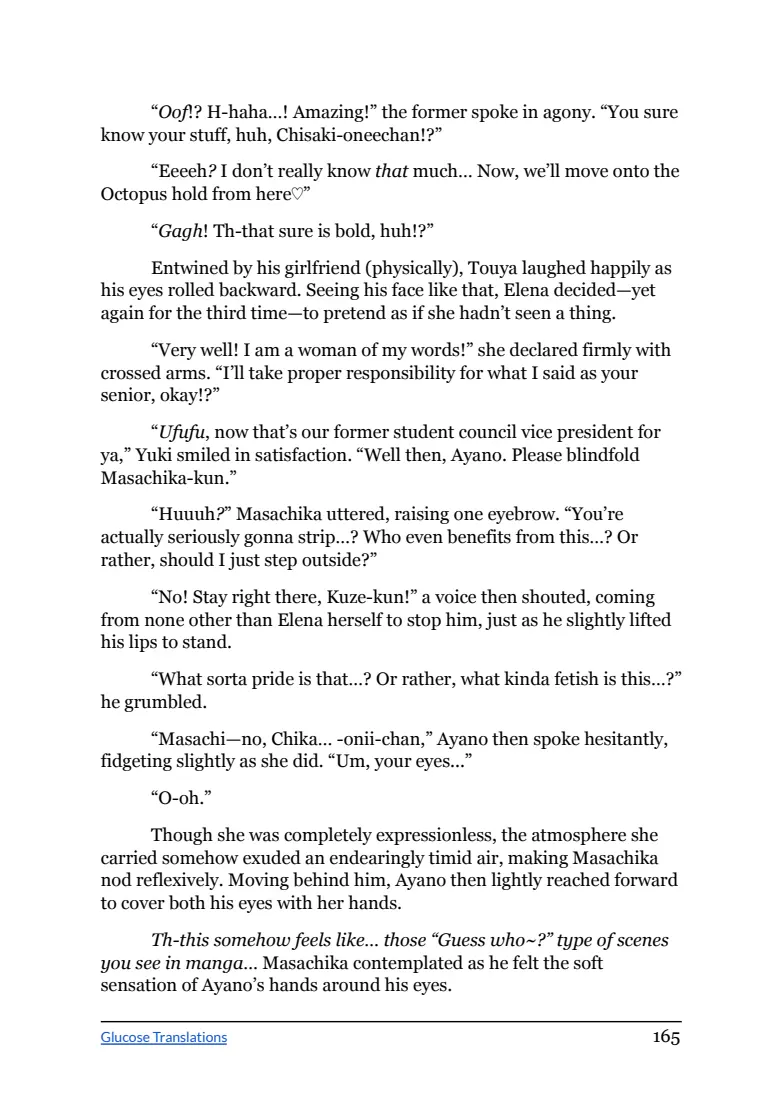 “Oof!? H-haha...! Amazing!” the former spoke in agony. “You sure
know your stuff, huh, Chisaki-oneechan!?”
“Eeeeh? I don’t really know that much... Now, we’ll move onto the
Octopus hold from here♡”
“Gagh! Th-that sure is bold, huh!?”
Entwined by his girlfriend (physically), Touya laughed happily as
his eyes rolled backward. Seeing his face like that, Elena decided—yet
again for the third time—to pretend as if she hadn’t seen a thing.
“Very well! I am a woman of my words!” she declared firmly with
crossed arms. “I’ll take proper responsibility for what I said as your
senior, okay!?”
“Ufufu, now that’s our former student council vice president for
ya,” Yuki smiled in satisfaction. “Well then, Ayano. Please blindfold
Masachika-kun.”
“Huuuh?” Masachika uttered, raising one eyebrow. “You’re
actually seriously gonna strip...? Who even benefits from this...? Or
rather, should I just step outside?”
“No! Stay right there, Kuze-kun!” a voice then shouted, coming
from none other than Elena herself to stop him, just as he slightly lifted
his lips to stand.
“What sorta pride is that...? Or rather, what kinda fetish is this...?”
he grumbled.
“Masachi—no, Chika... -onii-chan,” Ayano then spoke hesitantly,
fidgeting slightly as she did. “Um, your eyes...”
“O-oh.”
Though she was completely expressionless, the atmosphere she
carried somehow exuded an endearingly timid air, making Masachika
nod reflexively. Moving behind him, Ayano then lightly reached forward
to cover both his eyes with her hands.
Th-this somehow feels like... those “Guess who~?” type of scenes
you see in manga... Masachika contemplated as he felt the soft
sensation of Ayano’s hands around his eyes.
Glucose Translations 165